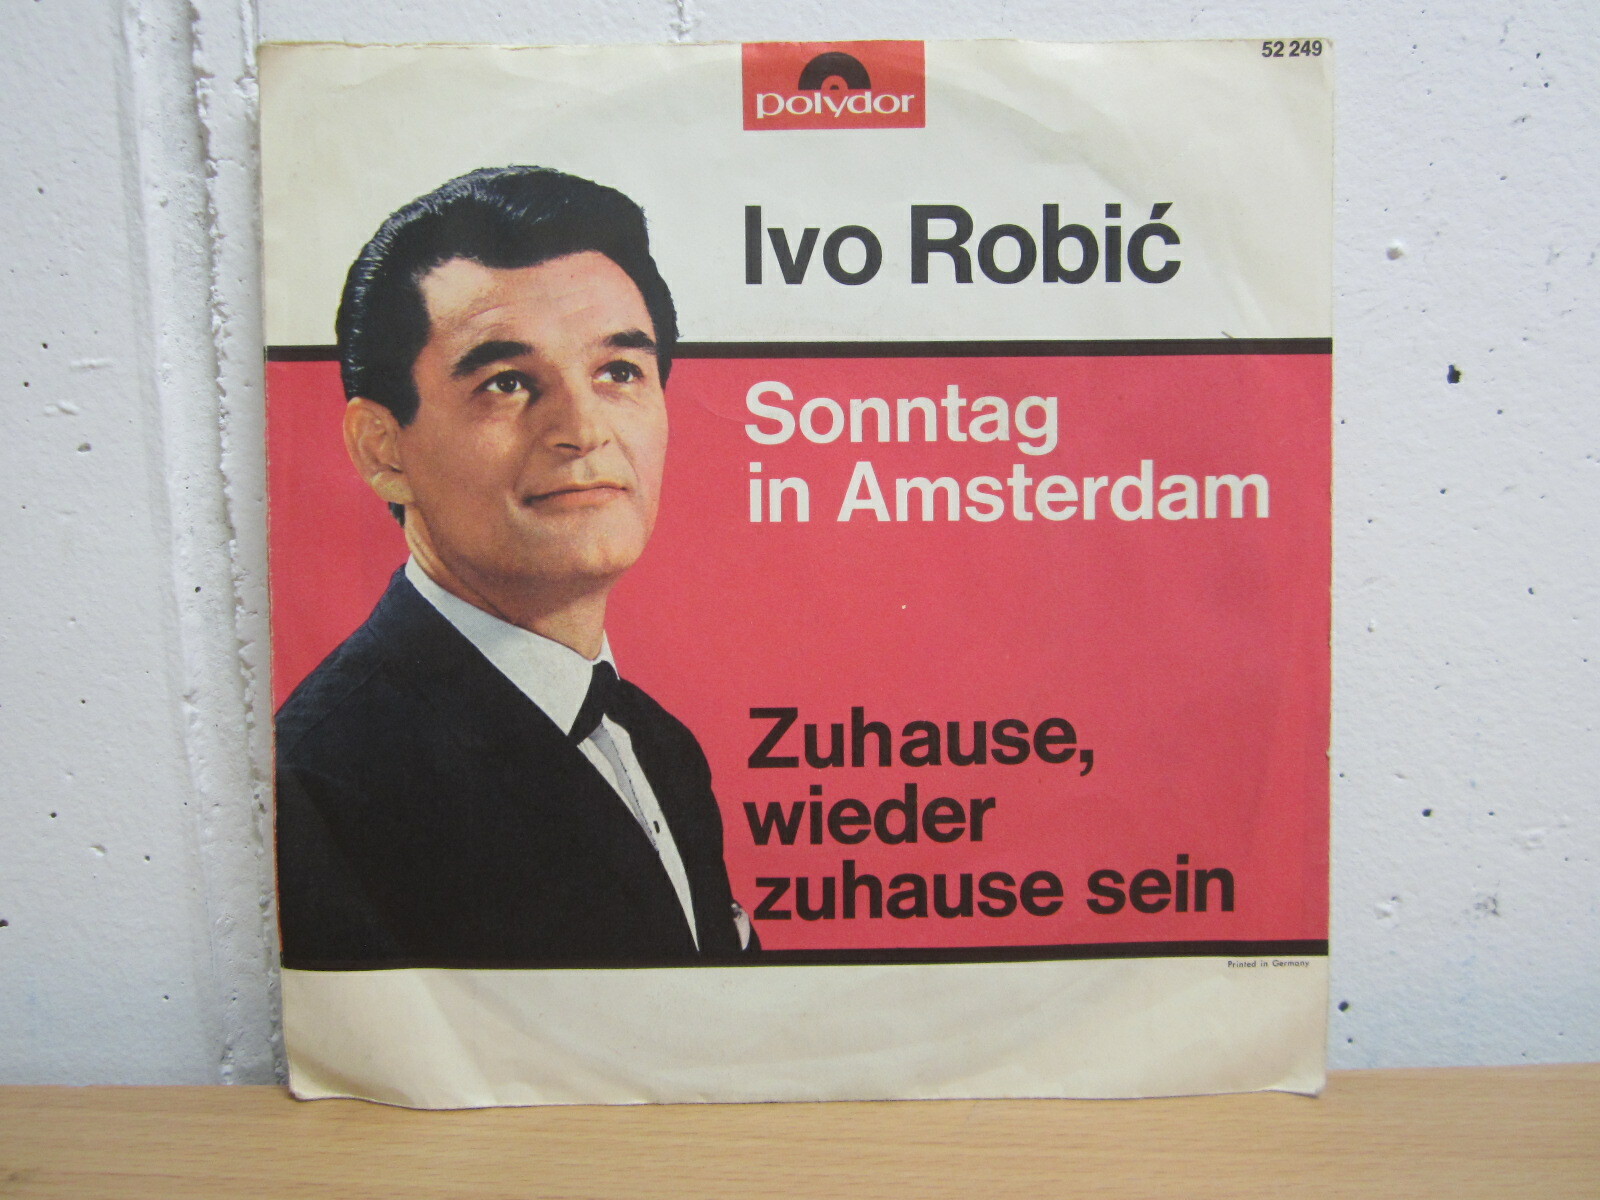 polydor
52 249
Ivo Robić
Sonntag
in Amsterdam
Zuhause,
wieder
zuhause sein
Printed in Germany